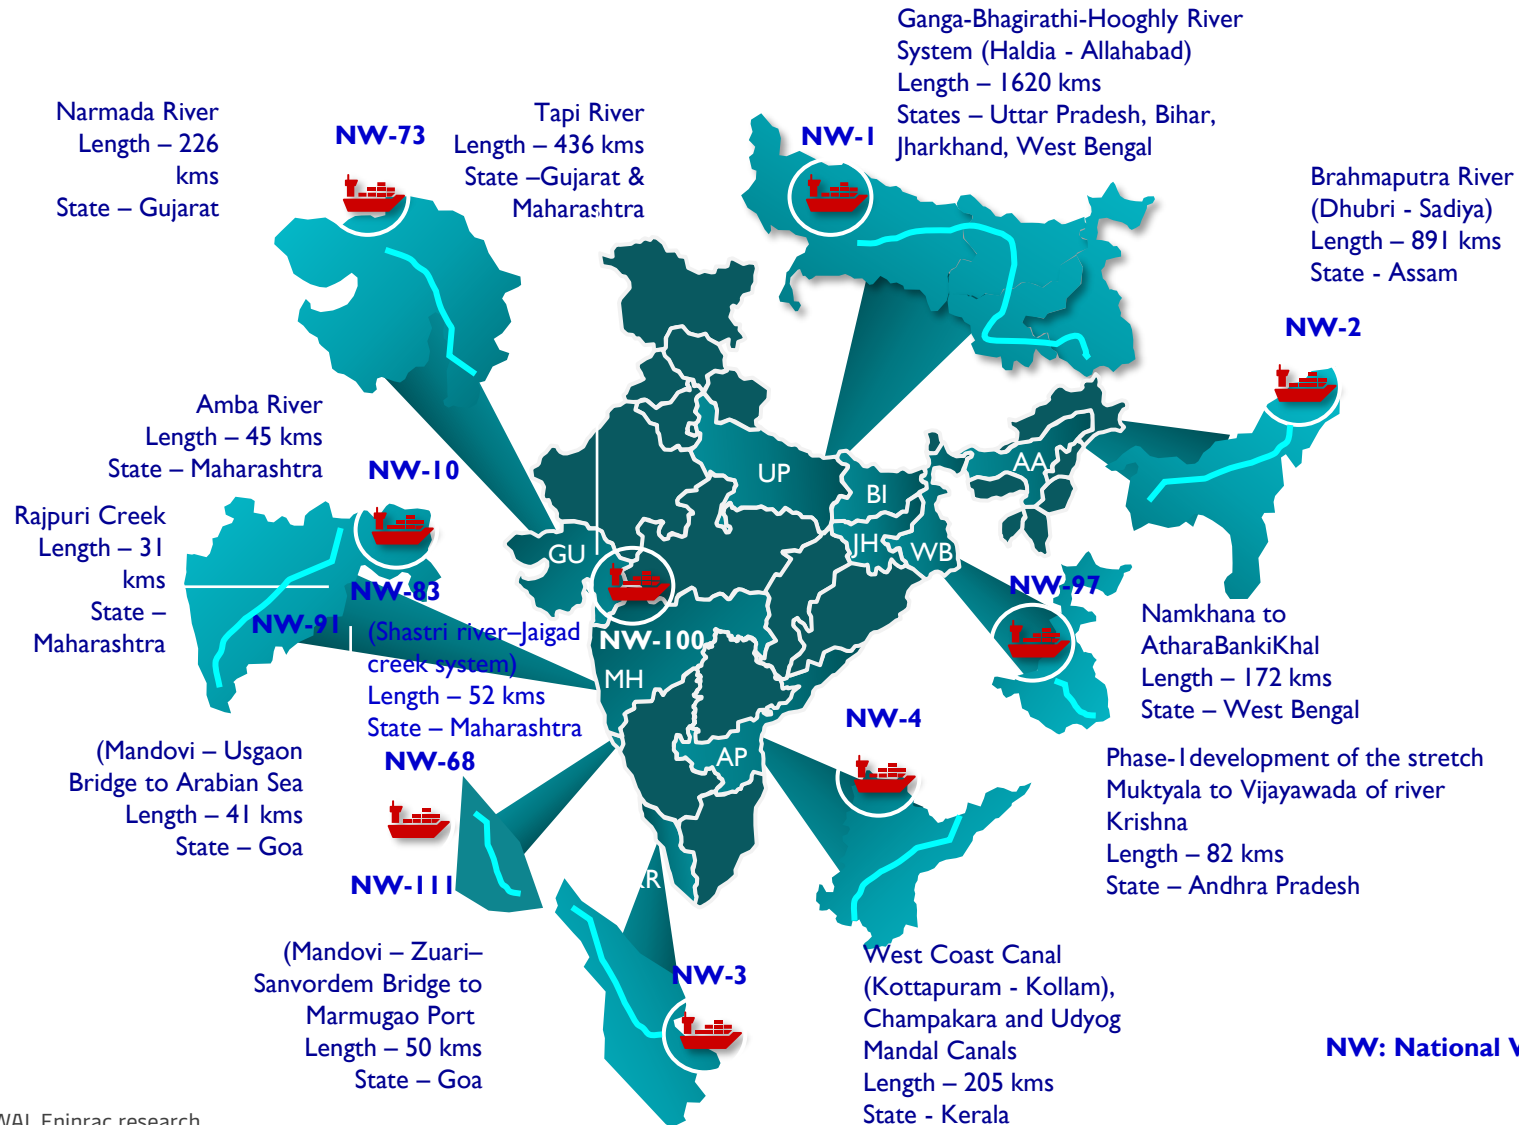 Ganga-Bhagirathi-Hooghly River
System (Haldia - Allahabad)
Length – 1620 kms
States – Uttar Pradesh, Bihar,
Jharkhand, West Bengal
NW-1
Narmada River
Length – 226
kms
State – Gujarat
NW-73
Tapi River
Length – 436 kms
State –Gujarat &
Maharashtra
Brahmaputra River
(Dhubri - Sadiya)
Length – 891 kms
State - Assam
NW-2
Amba River
Length – 45 kms
State – Maharashtra
NW-10
Rajpuri Creek
Length – 31
kms
State –
Maharashtra
NW-83
NW-91
(Shastri river–Jaigad
creek system)
Length – 52 kms
State – Maharashtra
UP
BI
AA
GU
JH
WB
NW-100
MH
AP
NW-97
Namkhana to
AtharaBankiKhal
Length – 172 kms
State – West Bengal
NW-4
Phase-1development of the stretch
Muktyala to Vijayawada of river
Krishna
Length – 82 kms
State – Andhra Pradesh
(Mandovi – Usgaon
Bridge to Arabian Sea
Length – 41 kms
State – Goa
NW-68
NW-111
(Mandovi – Zuari–
Sanvordem Bridge to
Marmugao Port
Length – 50 kms
State – Goa
NW-3
West Coast Canal
(Kottapuram - Kollam),
Champakara and Udyog
Mandal Canals
Length – 205 kms
State - Kerala
NW: National
Eninrac research